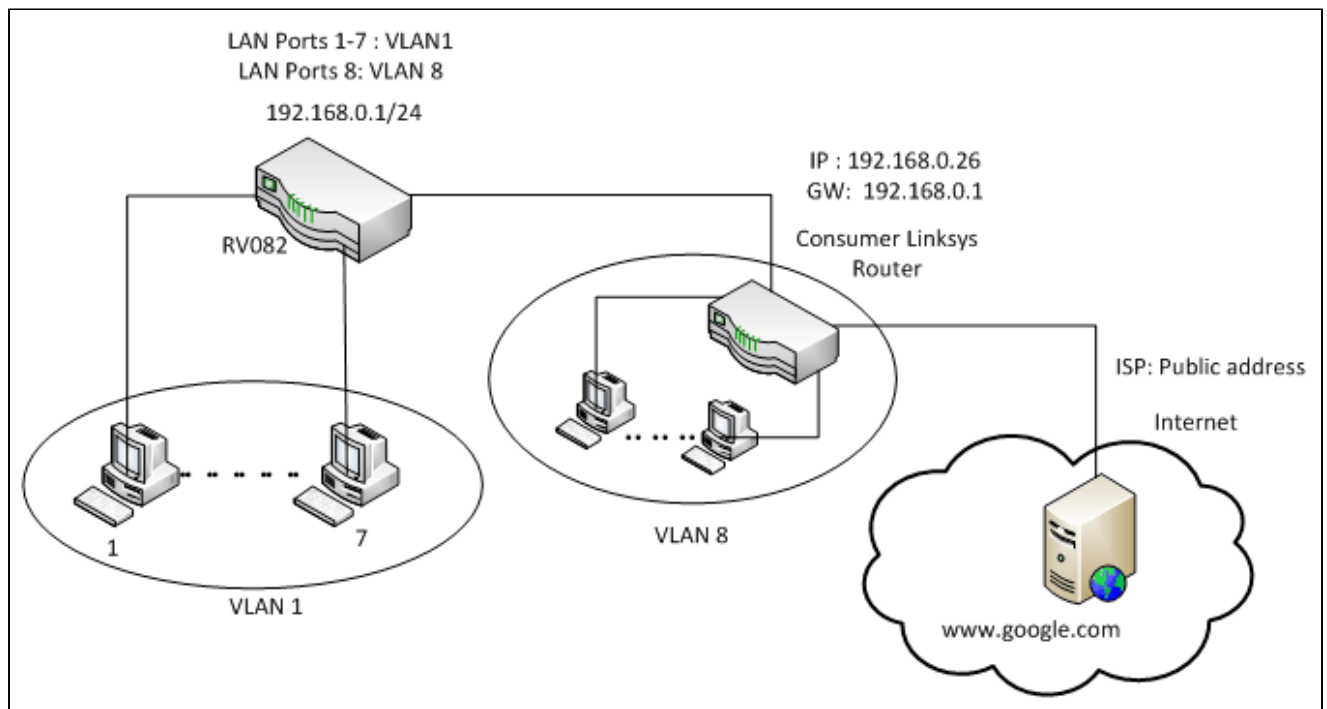 LAN Ports 1-7 : VLAN1
LAN Ports 8: VLAN 8
192.168.0.1/24
RV082
IP : 192.168.0.26
GW: 192.168.0.1
Consumer Linksys
Router
ISP: Public address
Internet
1
7
VLAN 1
VLAN 8
www.google.com